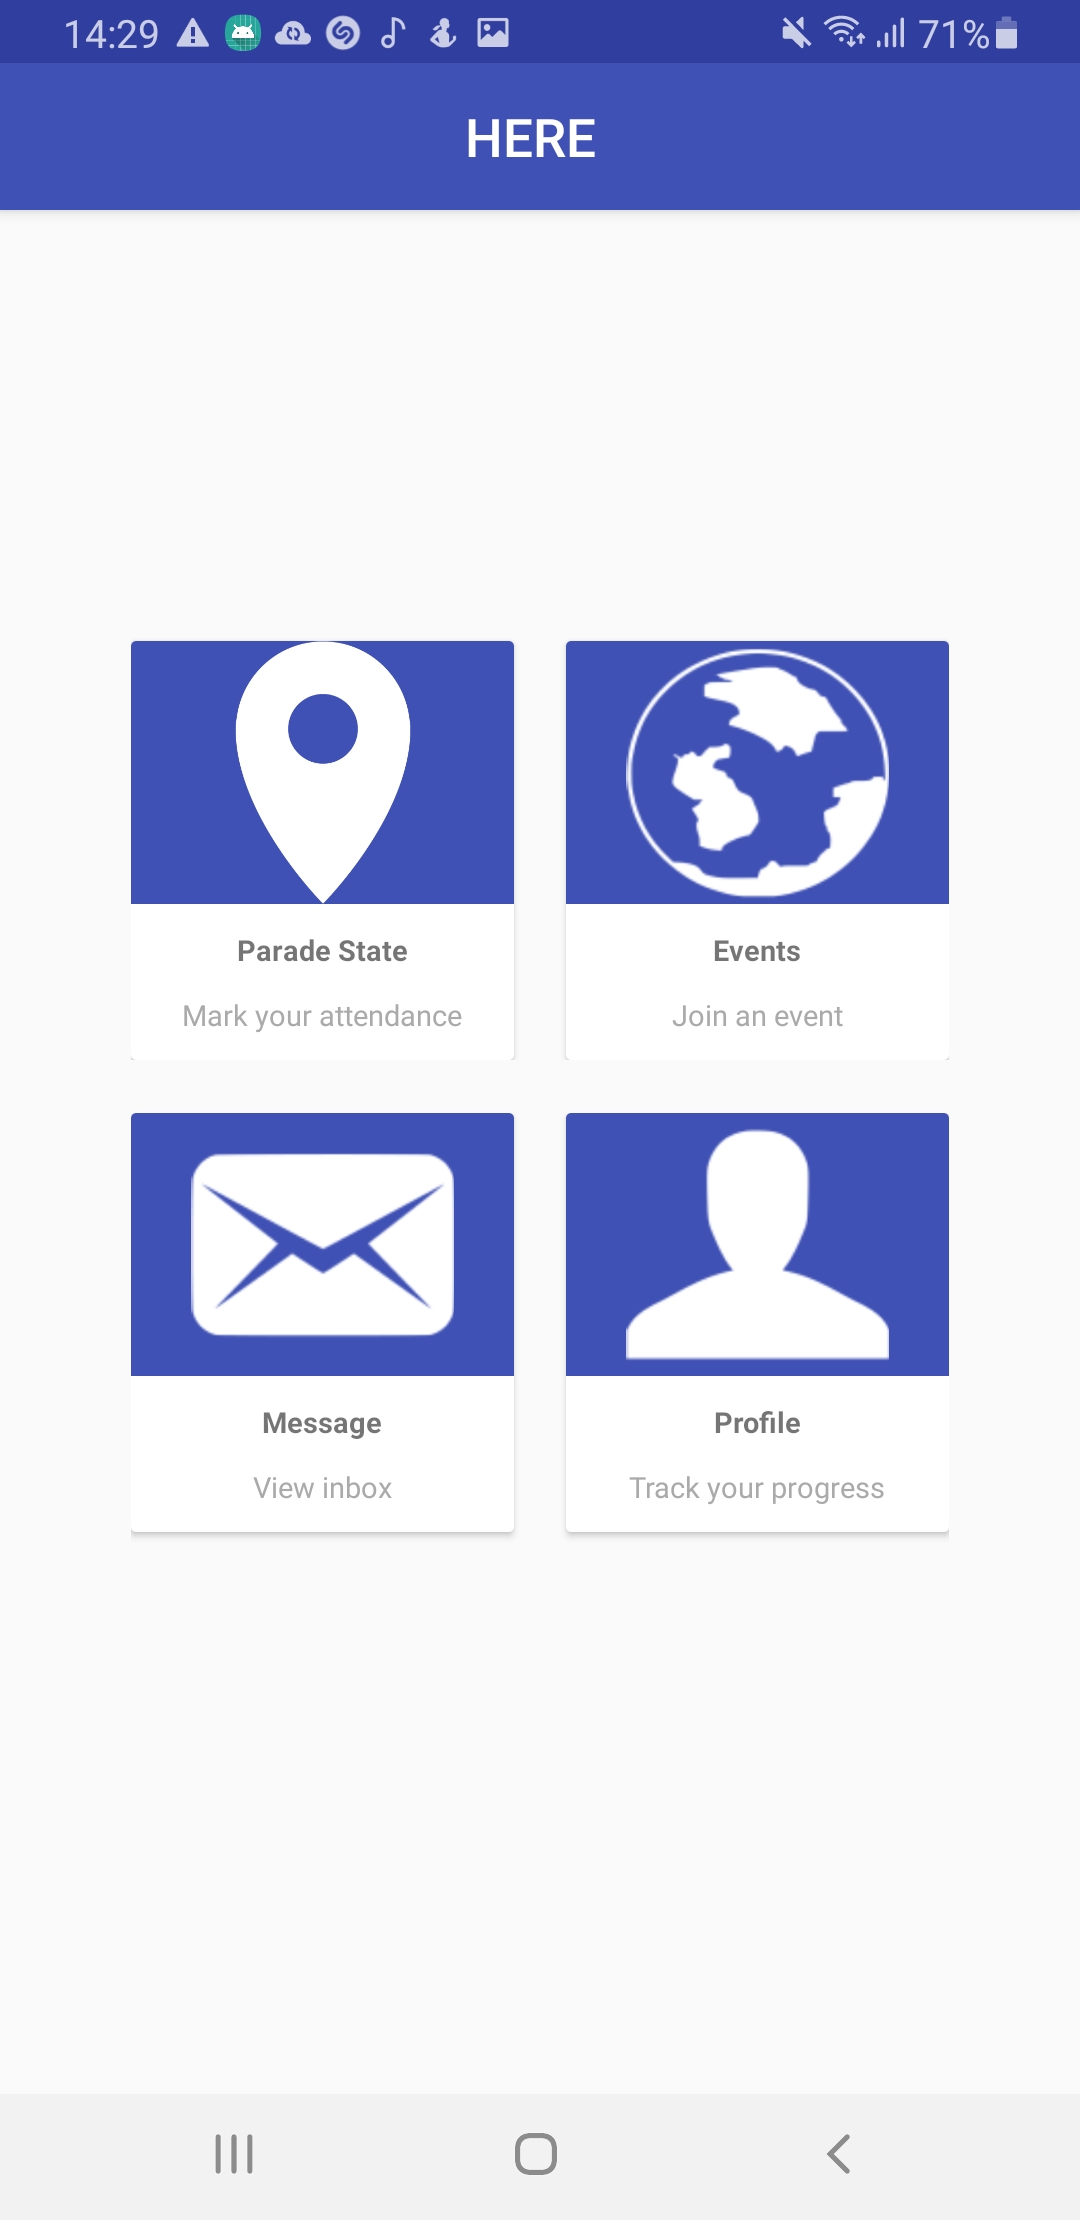 14:29 71%
HERE
Parade State
Mark your attendance
Events
Join an event
Message
View inbox
Profile
Track your progress